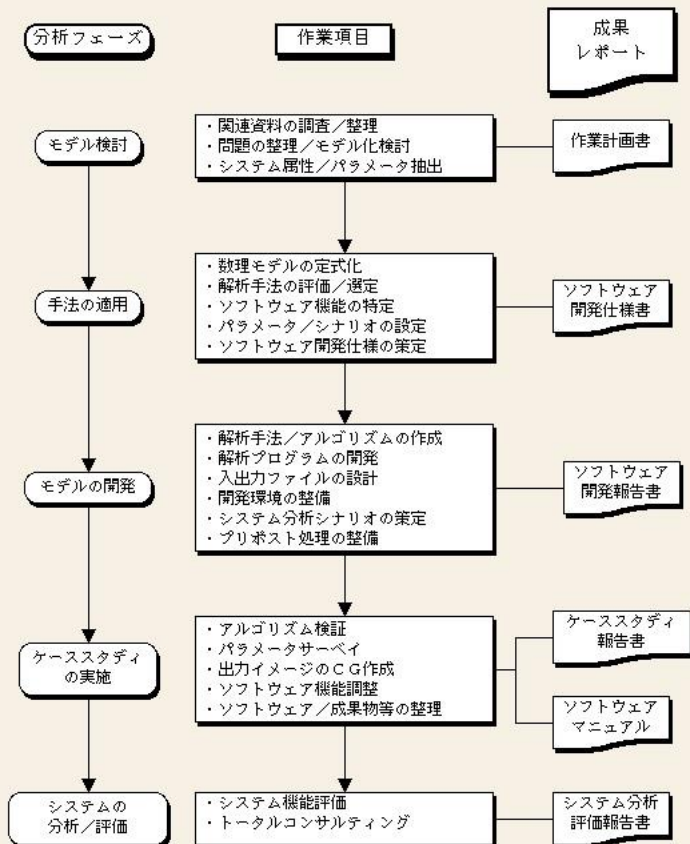 分析フェーズ
作業項目
成果
レポート
モデル検討
・関連資料の調査／整理
・問題の整理／モデル化検討
・システム属性／パラメータ抽出
作業計画書
手法の適用
・数理モデルの定式化
・解析手法の評価／選定
・ソフトウェア機能の特定
・パラメータ／シナリオの設定
・ソフトウェア開発仕様の策定
ソフトウェア
開発仕様書
モデルの開発
・解析手法／アルゴリズムの作成
・解析プログラムの開発
・入出力ファイルの設計
・開発環境の整備
・システム分析シナリオの策定
・プリポスト処理の整備
ソフトウェア
開発報告書
ケーススタディ
の実施
・アルゴリズム検証
・パラメータサーベイ
・出力イメージのＣＧ作成
・ソフトウェア機能調整
・ソフトウェア／成果物等の整理
ケーススタディ
報告書
ソフトウェア
マニュアル
システムの
分析／評価
・システム機能評価
・トータルコンサルティング
システム分析
評価報告書